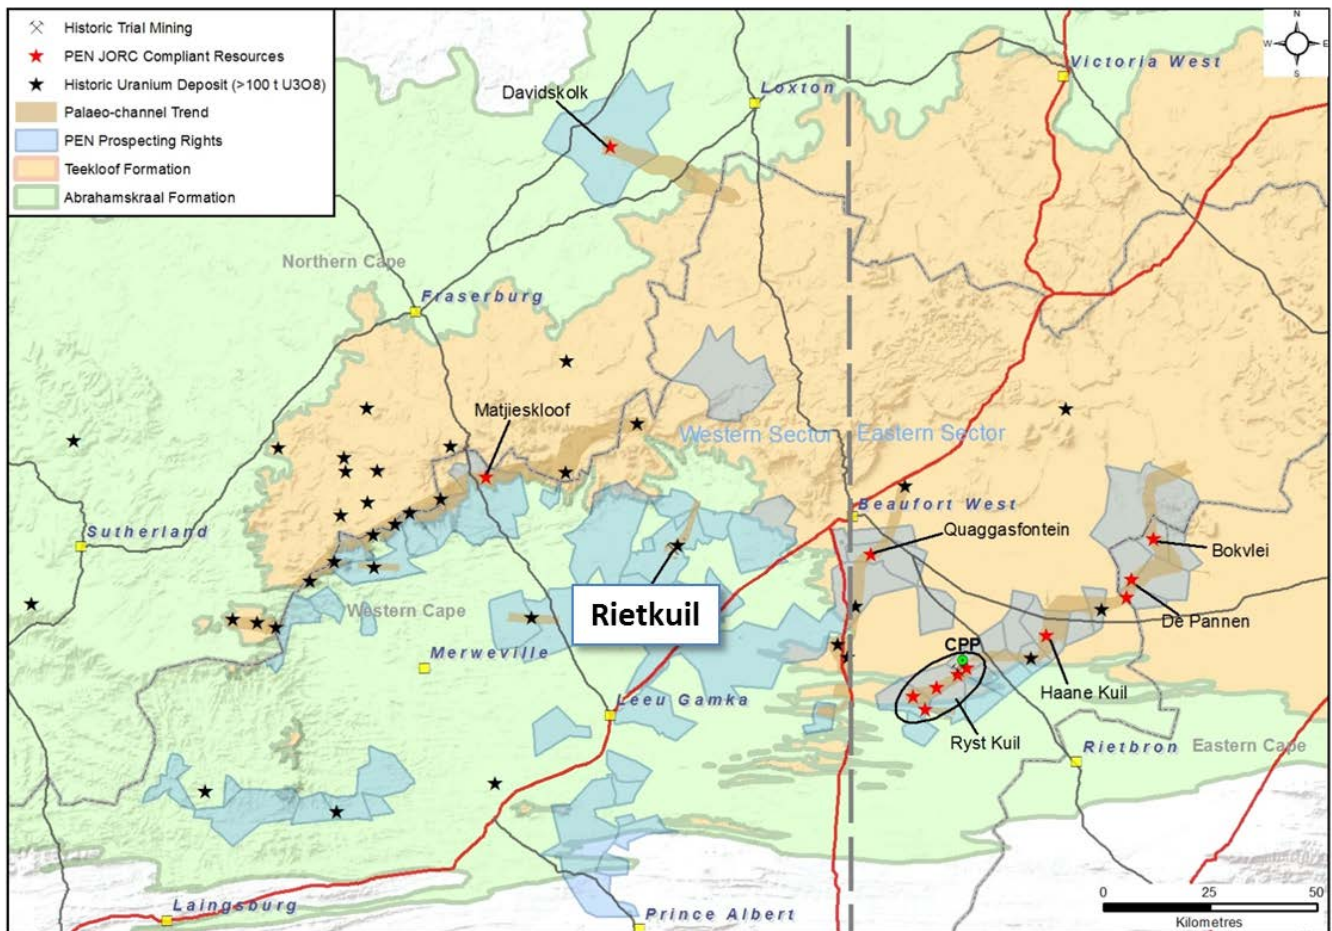 Historic Trial Mining
PEN JORC Compliant Resources
Historic Uranium Deposit (>100 t U3O8)
Palaeo-channel Trend
PEN Prospecting Rights
Teekloof Formation
Abrahamskraal Formation
N
W
E
S
Victoria West
Davidskolk
Loxton
Northern Cape
Fraserburg
Matjieskloof
Western Sector
Eastern Sector
Beaufort West
Sutherland
Quaggasfontein
Bokvlei
Western Cape
Rietkuil
De Pannen
Merweville
CPP
Haane Kuil
Leeu Gamka
Ryst Kuil
Rietbron
Eastern Cape
0 25 50
Kilometres
Laingsburg
Prince Albert